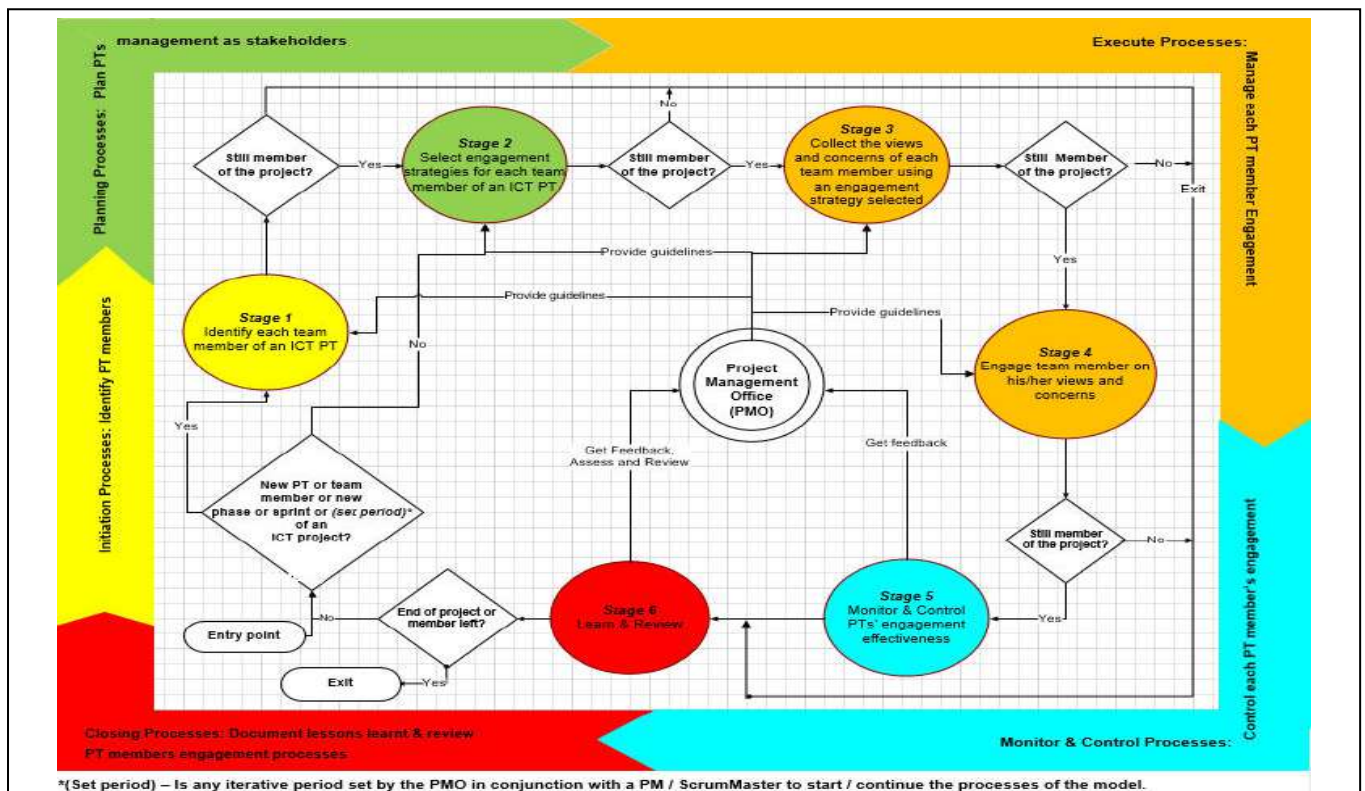 management as stakeholders
Execute Processes:
Planning Processes: Plan PTs
Manage each PT member Engagement
No
Still member
of the project?
Yes
Stage 2
Select engagement
strategies for each team
member of an ICT PT
Still member
of the project?
Yes
Stage 3
Collect the views
and concerns of each
team member using
an engagement
strategy selected
Still Member
of the project?
No
Exit
Yes
Provide guidelines
Provide guidelines
Provide guidelines
Stage 1
Identify each team
member of an ICT PT
No
Yes
Project
Management
Office
(PMO)
Stage 4
Engage team member on
his/her views and
concerns
Initiation Processes: Identify PT members
Get Feedback,
Assess and Review
Get feedback
New PT or team
member or new
phase or sprint or (set period)*
of an
ICT project?
Still member
of the project?
No
Yes
Control each PT member's engagement
Entry point
No
End of project or
member left?
Yes
Exit
Stage 6
Learn & Review
Stage 5
Monitor & Control
PTs' engagement
effectiveness
Closing Processes: Document lessons learnt & review
PT members engagement processes
Monitor & Control Processes:
*(Set period) – Is any iterative period set by the PMO in conjunction with a PM / ScrumMaster to start / continue the processes of the model.